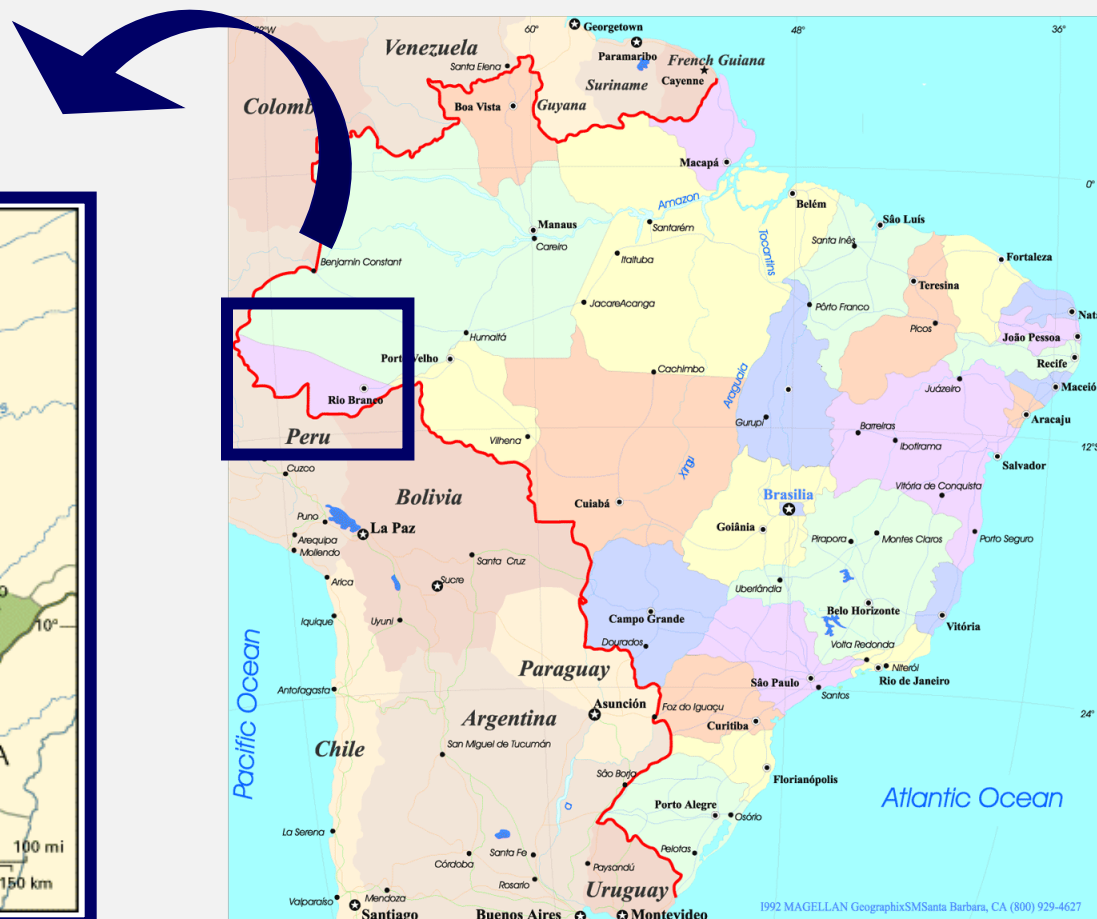 72°W
60°
48°
36°
Georgetown
Venezuela
Paramaribo
French Guiana
Santa Elena
Suriname
Cayenne
Colomb
Boa Vista
Guyana
Macapá
0°
Amazon
Belém
Manaus
Santarém
São Luís
Careiro
Tocantins
Santa Inês
Itaituba
Benjamin Constant
Fortaleza
Teresina
JacareAcanga
Pôrto Franco
Nata
Humaitá
Picos
João Pessoa
Porto Velho
Recife
Cachimbo
Araguaia
Juázeiro
Maceió
Rio Branco
Aracaju
Gurupi
Barreiras
Peru
Vilhena
Ibotirama
12°S
Salvador
Cuzco
Xingi
Vitória de Conquista
Bolivia
Brasília
Cuiabá
Puno
La Paz
Goiânia
Arequipa
Pirapora
Montes Claros
Porto Seguro
Moliendo
Santa Cruz
Arica
Sucre
Uberlândia
Iquique
Uyuni
Campo Grande
Belo Horizonte
10°
Vitória
Dourados
Volta Redonda
Paraguay
Niterói
Pacific Ocean
São Paulo
Rio de Janeiro
Antofagasta
Santos
Asunción
Foz do Iguaçu
24°
Argentina
Curitiba
San Miguel de Tucumán
Chile
A
São Borja
Florianópolis
Atlantic Ocean
Porto Alegre
Osório
La Serena
100 mi
Santa Fe
Pelotas
Córdoba
Paysandú
150 km
Rosario
Uruguay
Mendoza
Valparaíso
Santiago
Buenos Aires
Montevideo
1992 MAGELLAN GeographixSMSanta Barbara, CA (800) 929-4627